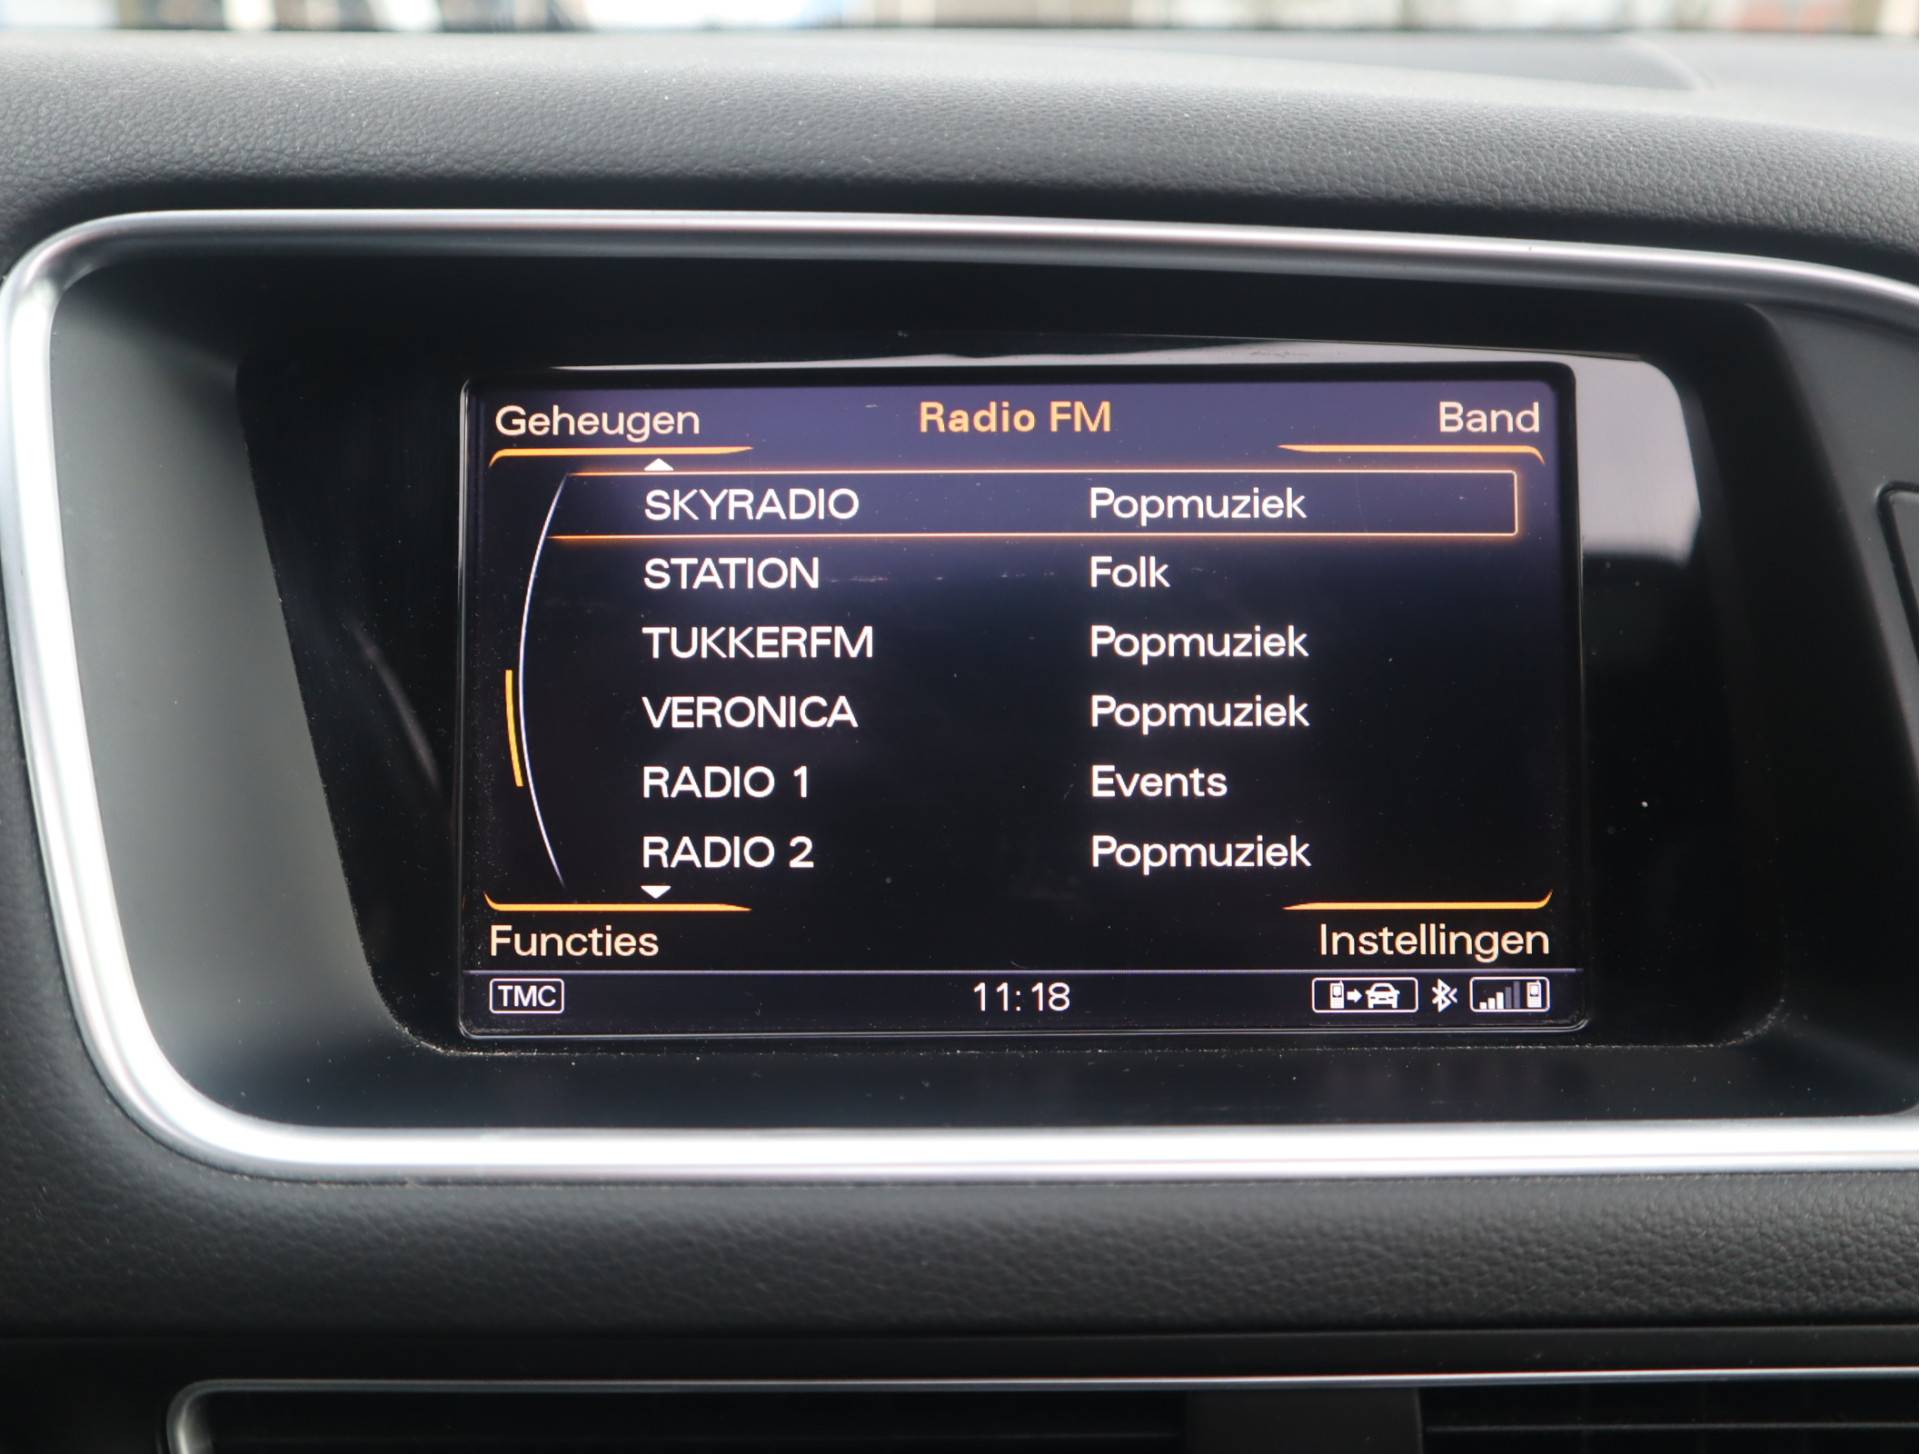 Geheugen Radio FM Band
SKYRADIO Popmuziek
STATION Folk
TUKKERFM Popmuziek
VERONICA Popmuziek
RADIO 1 Events
RADIO 2 Popmuziek
Functies Instellingen
TMC 11:18